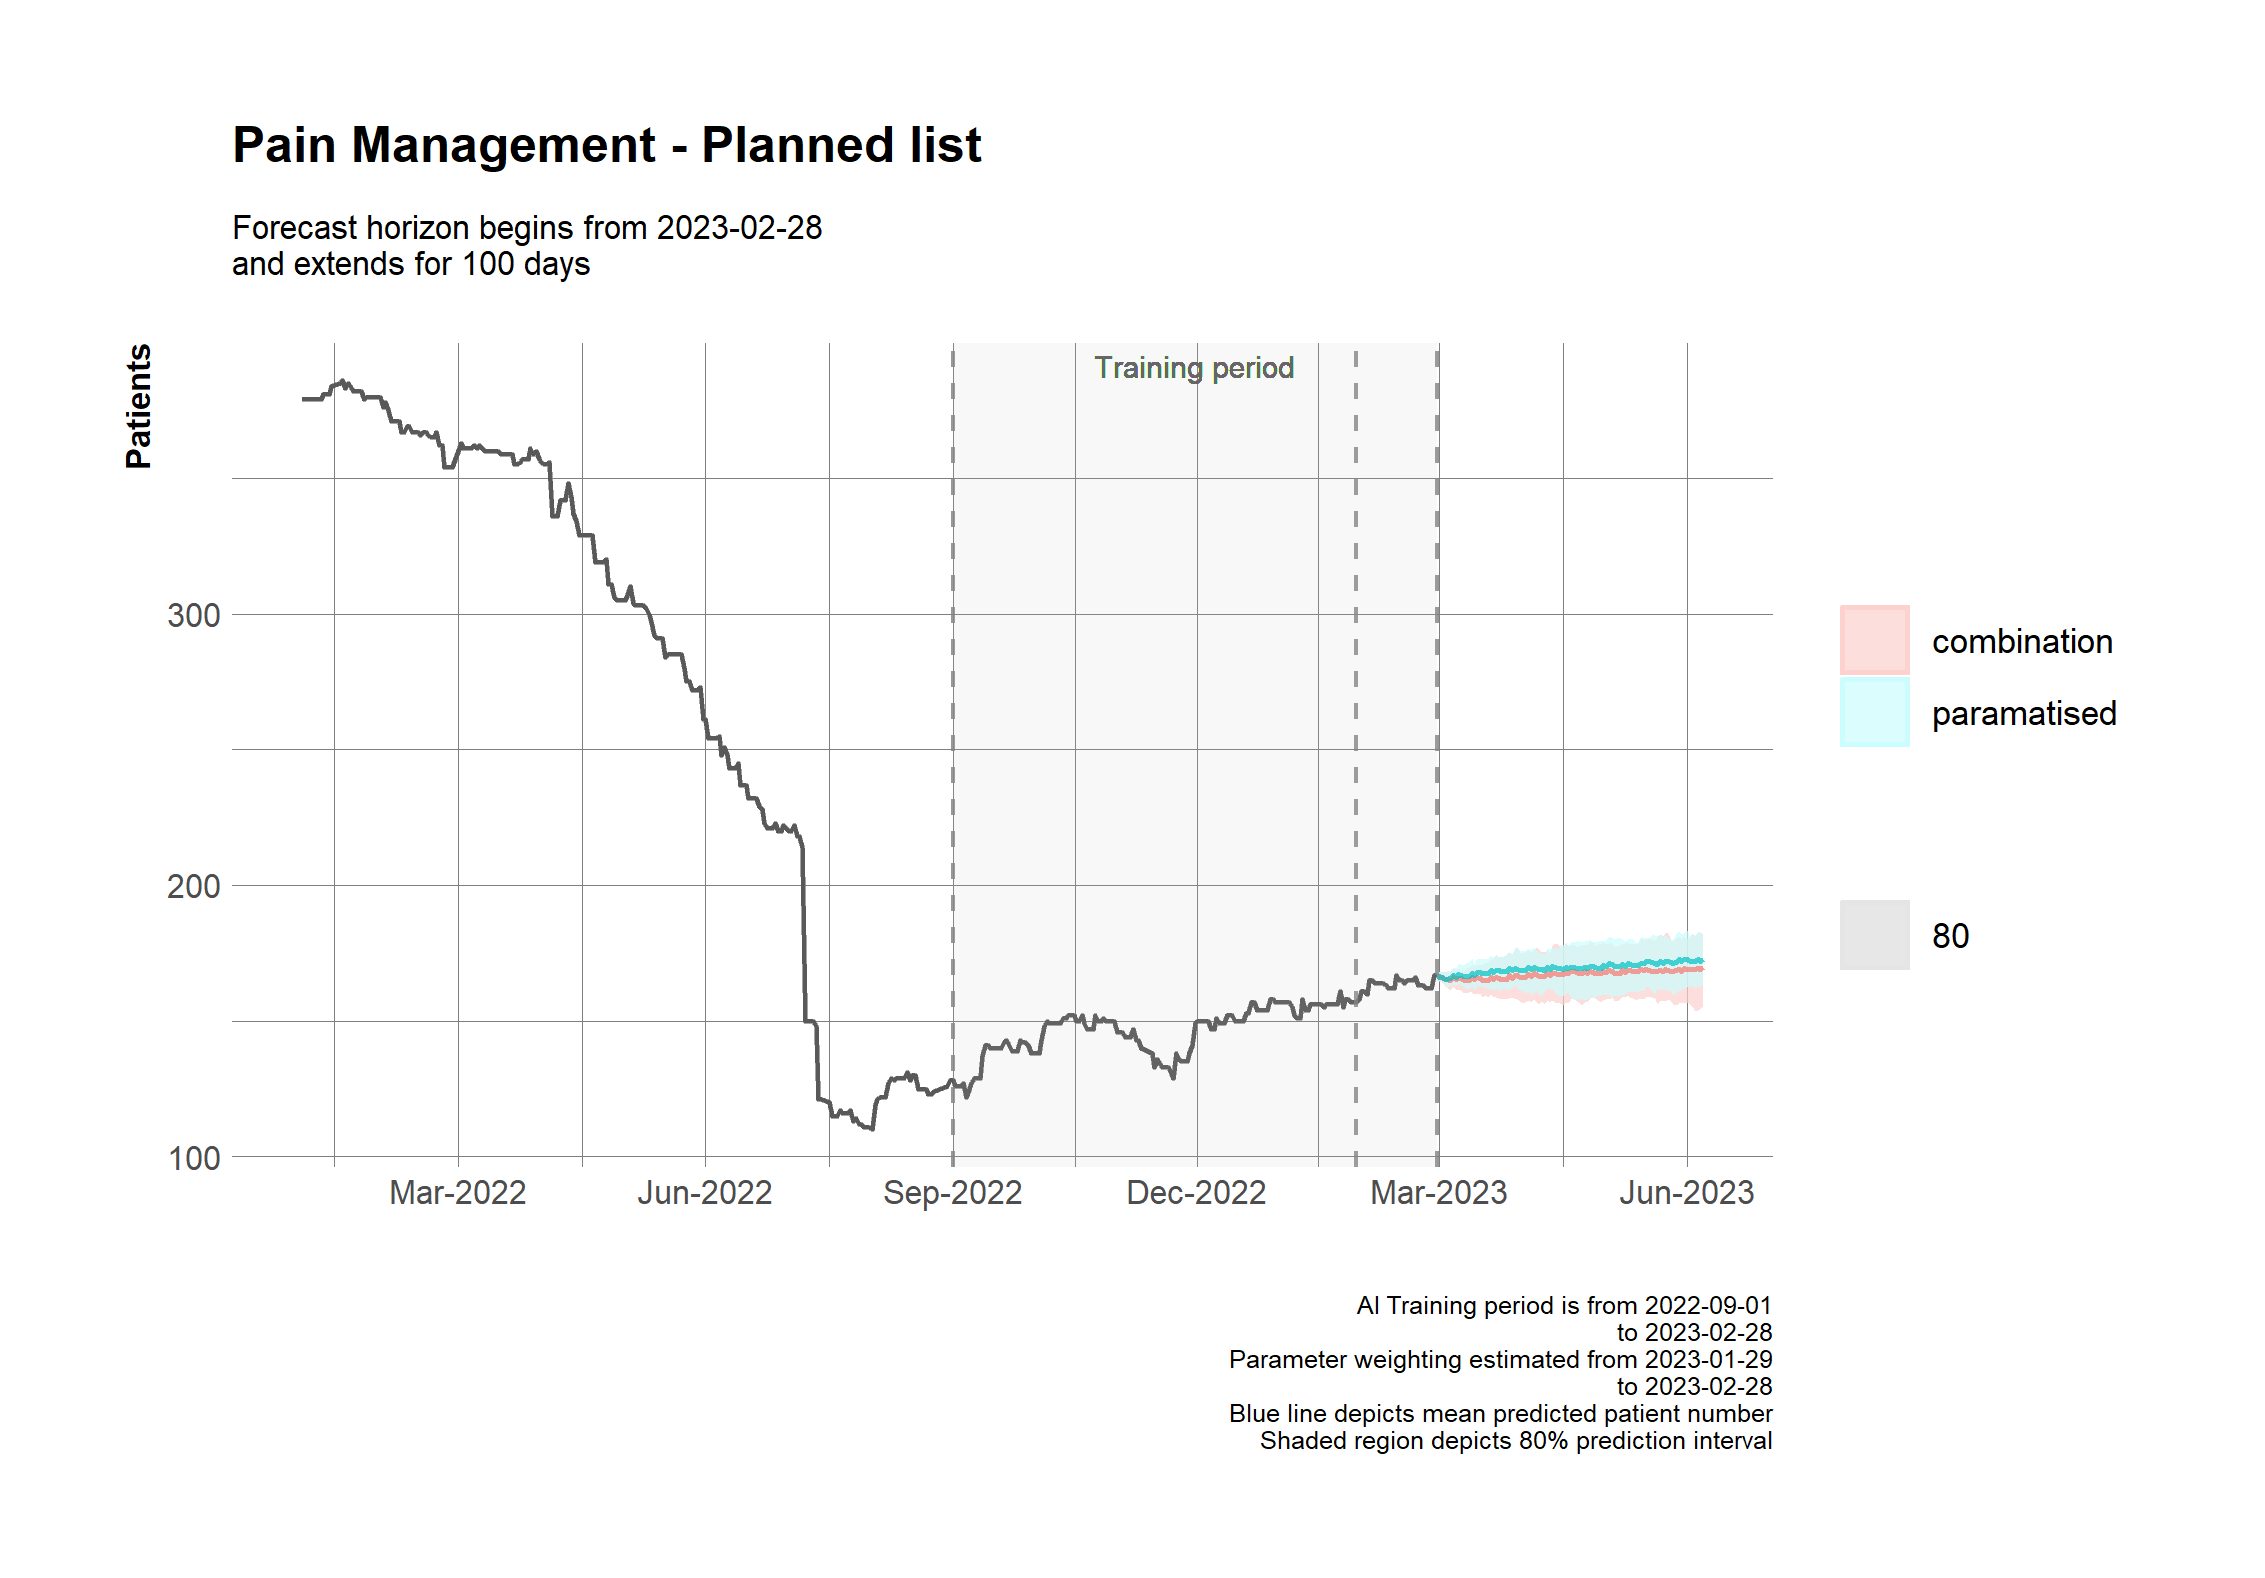 Pain Management - Planned list
Forecast horizon begins from 2023-02-28
and extends for 100 days
Patients
Training period
300
200
100
Mar-2022
Jun-2022
Sep-2022
Dec-2022
Mar-2023
Jun-2023
combination
paramatised
80
AI Training period is from 2022-09-01
to 2023-02-28
Parameter weighting estimated from 2023-01-29
to 2023-02-28
Blue line depicts mean predicted patient number
Shaded region depicts 80% prediction interval